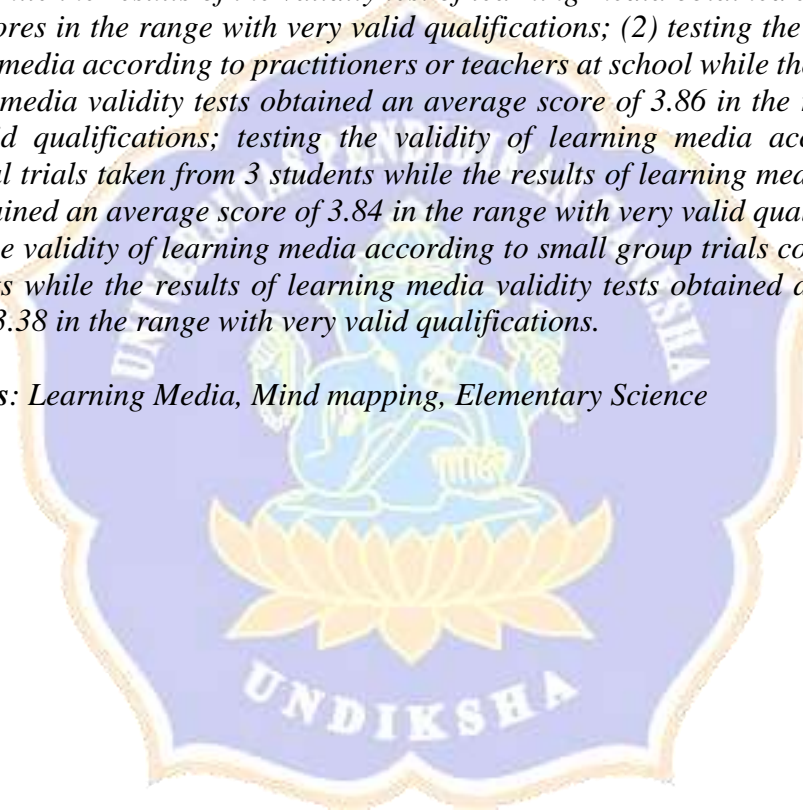 ores in the range with very valid qualifications; (2) testing the
media according to practitioners or teachers at school while the
media validity tests obtained an average score of 3.86 in the
d qualifications; testing the validity of learning media
l trials taken from 3 students while the results of learning
ained an average score of 3.84 in the range with very valid
e validity of learning media according to small group trials
s while the results of learning media validity tests obtained
3.38 in the range with very valid qualifications.
s: Learning Media, Mind mapping, Elementary Science
UNIVERSITAS PENDIDIKAN GANESHA
UNDIKSHA